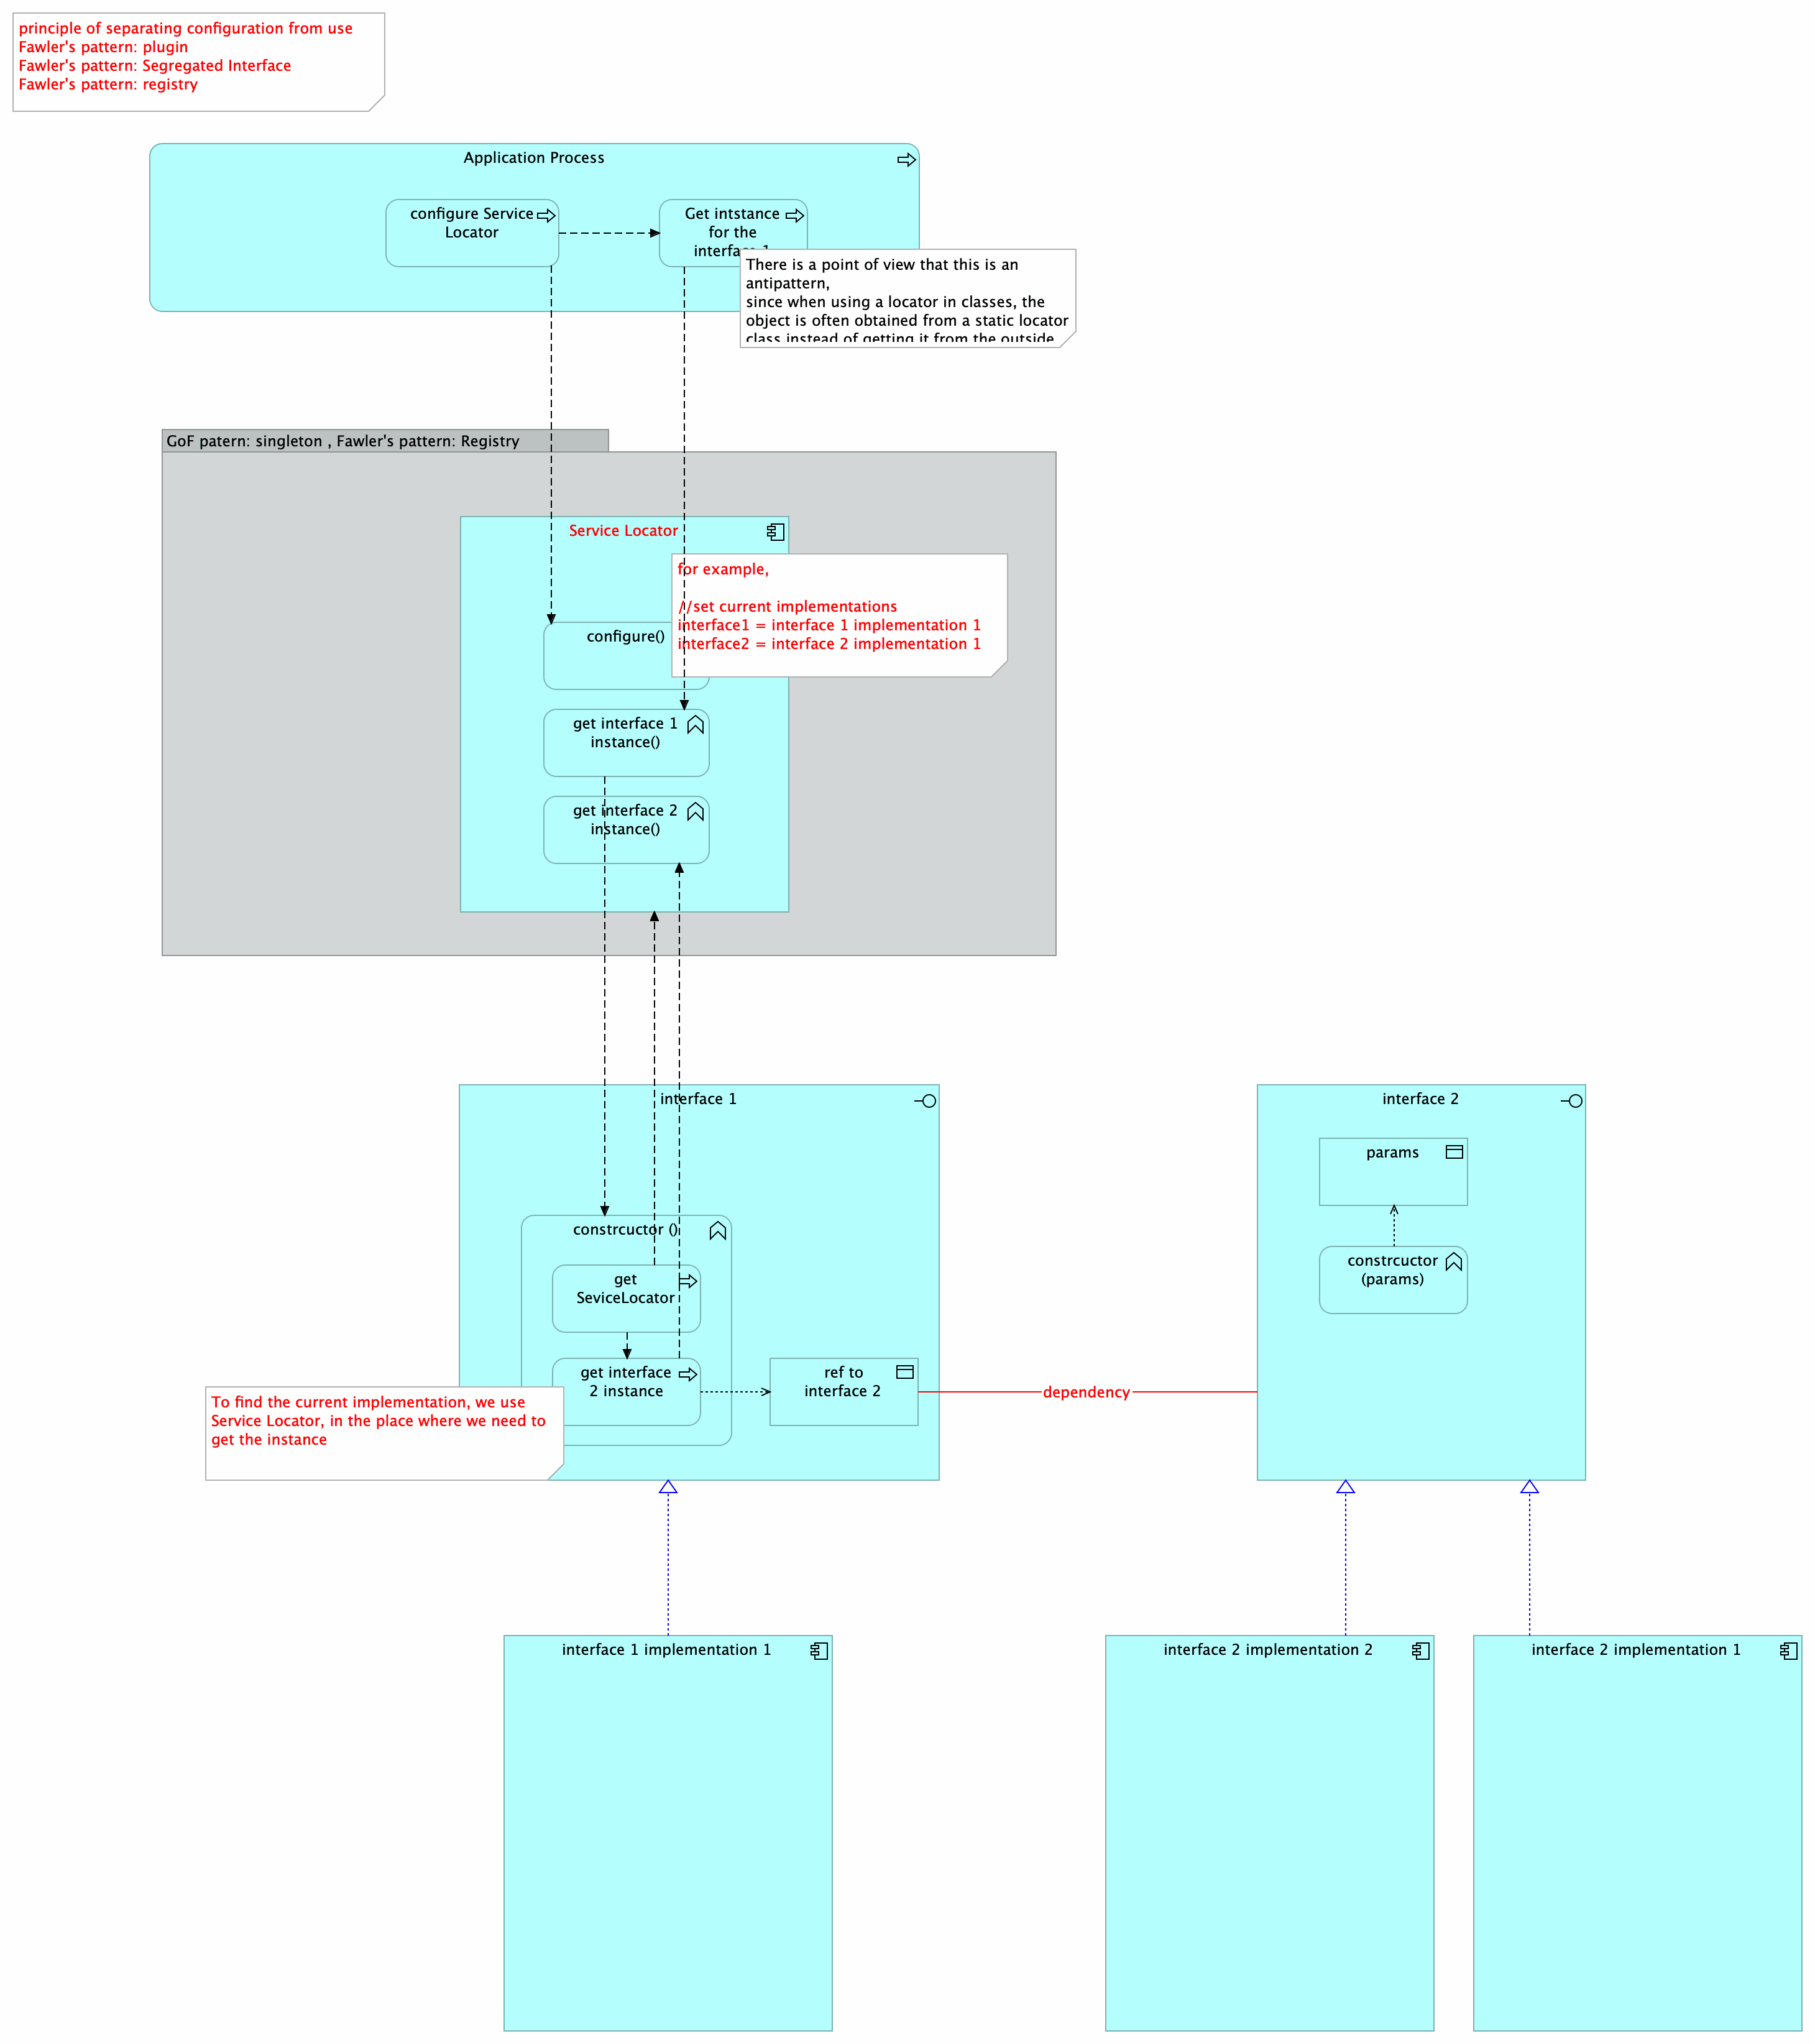 principle of separating configuration from use
Fawler's pattern: plugin
Fawler's pattern: Segregated Interface
Fawler's pattern: registry
Application Process
configure Service
Locator
Get intstance
for the
interface 1
There is a point of view that this is an
antipattern,
since when using a locator in classes, the
object is often obtained from a static locator
class instead of getting it from the outside
GoF patern: singleton , Fawler's pattern: Registry
Service Locator
for example,
//set current implementations
interface1 = interface 1 implementation 1
interface2 = interface 2 implementation 1
configure()
get interface 1
instance()
get interface 2
instance()
interface 1
constrcuctor ()
get
SeviceLocator
get interface
2 instance
ref to
interface 2
dependency
To find the current implementation, we use
Service Locator, in the place where we need to
get the instance
interface 2
params
constrcuctor
(params)
interface 1 implementation 1
interface 2 implementation 2
interface 2 implementation 1